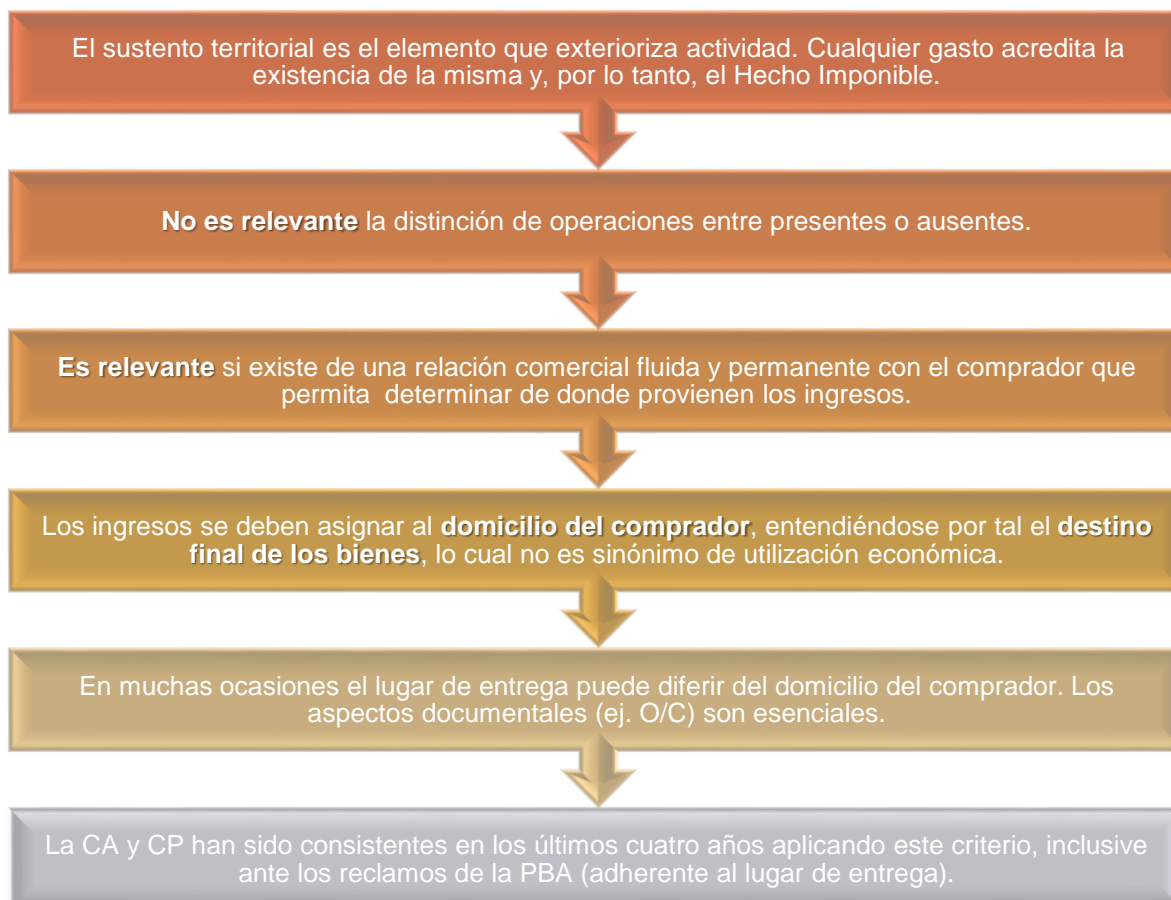 El sustento territorial es el elemento que exterioriza actividad. Cualquier gasto acredita la
existencia de la misma y, por lo tanto, el Hecho Imponible.
No es relevante la distinción de operaciones entre presentes o ausentes.
Es relevante si existe de una relación comercial fluida y permanente con el comprador que
permita  determinar de donde provienen los ingresos.
Los ingresos se deben asignar al domicilio del comprador, entendiéndose por tal el destino
final de los bienes, lo cual no es sinónimo de utilización económica.
En muchas ocasiones el lugar de entrega puede diferir del domicilio del comprador. Los
aspectos documentales (ej. O/C) son esenciales.
La CA y CP han sido consistentes en los últimos cuatro años aplicando este criterio, inclusive
ante los reclamos de la PBA (adherente al lugar de entrega).